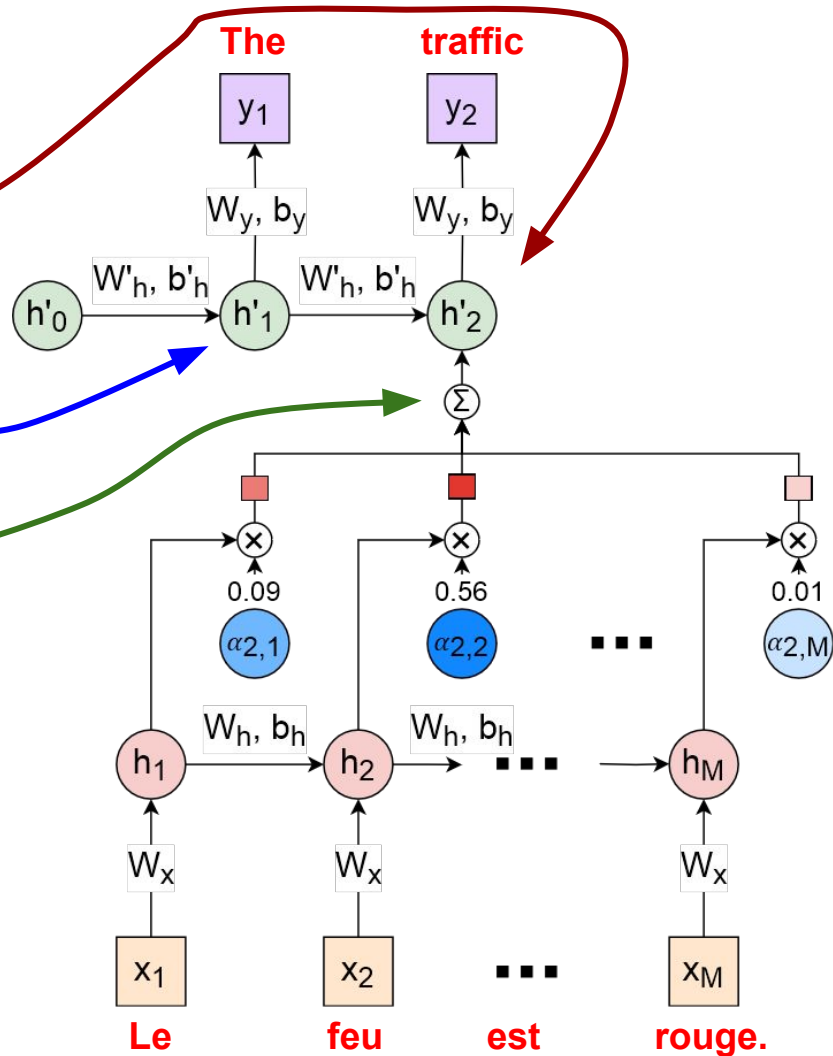 The traffic
y1 y2
Wy, by Wy, by
W'h, b'h W'h, b'h
h'0 h'1 h'2
Σ
× × ×
0.09 0.56 0.01
α2,1 α2,2 ... α2,M
Wh, bh Wh, bh
h1 h2 ... hM
Wx Wx Wx
x1 x2 ... xM
Le feu est rouge.